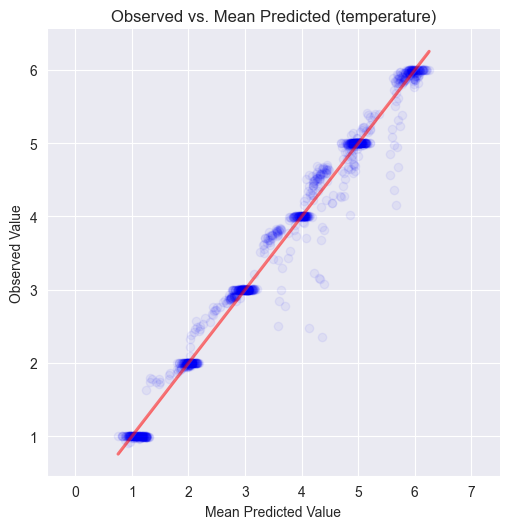 Observed vs. Mean Predicted (temperature)
Observed Value
6
5
4
3
2
1
0 1 2 3 4 5 6 7
Mean Predicted Value